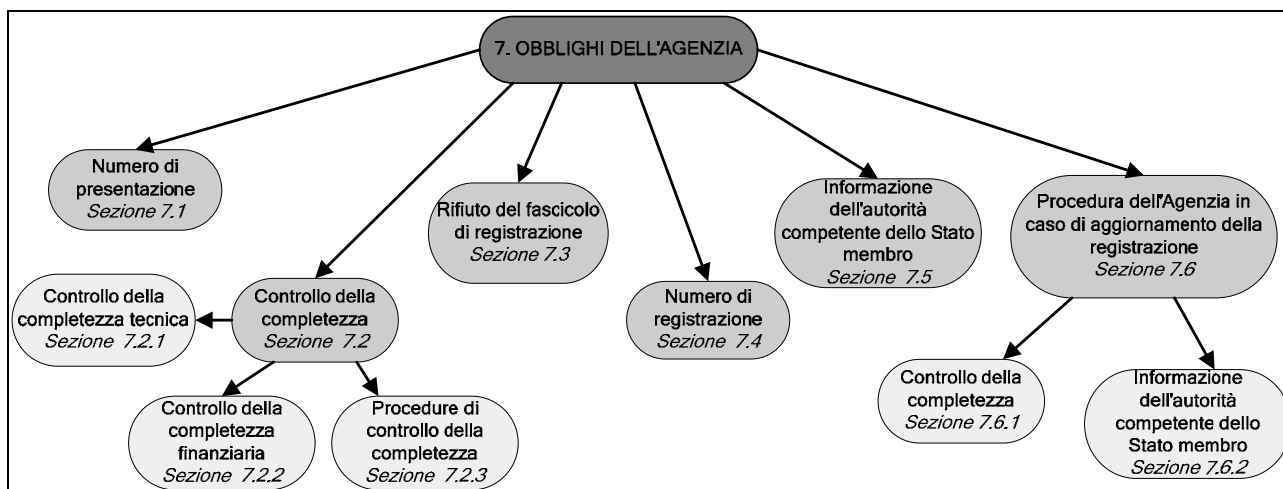 7. OBBLIGHI DELL'AGENZIA
Numero di
presentazione
Sezione 7.1
Controllo della
completezza
Sezione 7.2
Controllo della
completezza tecnica
Sezione 7.2.1
Controllo della
completezza
finanziaria
Sezione 7.2.2
Procedure di
controllo della
completezza
Sezione 7.2.3
Rifiuto del fascicolo
di registrazione
Sezione 7.3
Numero di
registrazione
Sezione 7.4
Informazione
dell'autorità
competente dello Stato
membro
Sezione 7.5
Procedura dell'Agenzia in
caso di aggiornamento della
registrazione
Sezione 7.6
Controllo della
completezza
Sezione 7.6.1
Informazione
dell'autorità
competente dello
Stato membro
Sezione 7.6.2